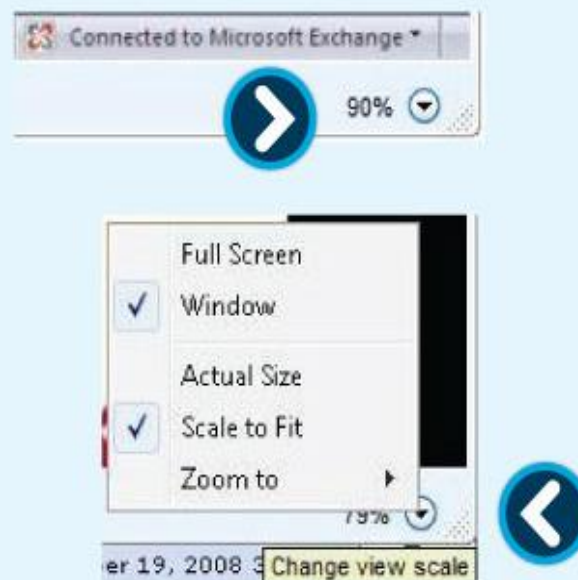 Connected to Microsoft Exchange
90%
Full Screen
Window
Actual Size
Scale to Fit
Zoom to
79%
er 19, 2008 3
Change view scale